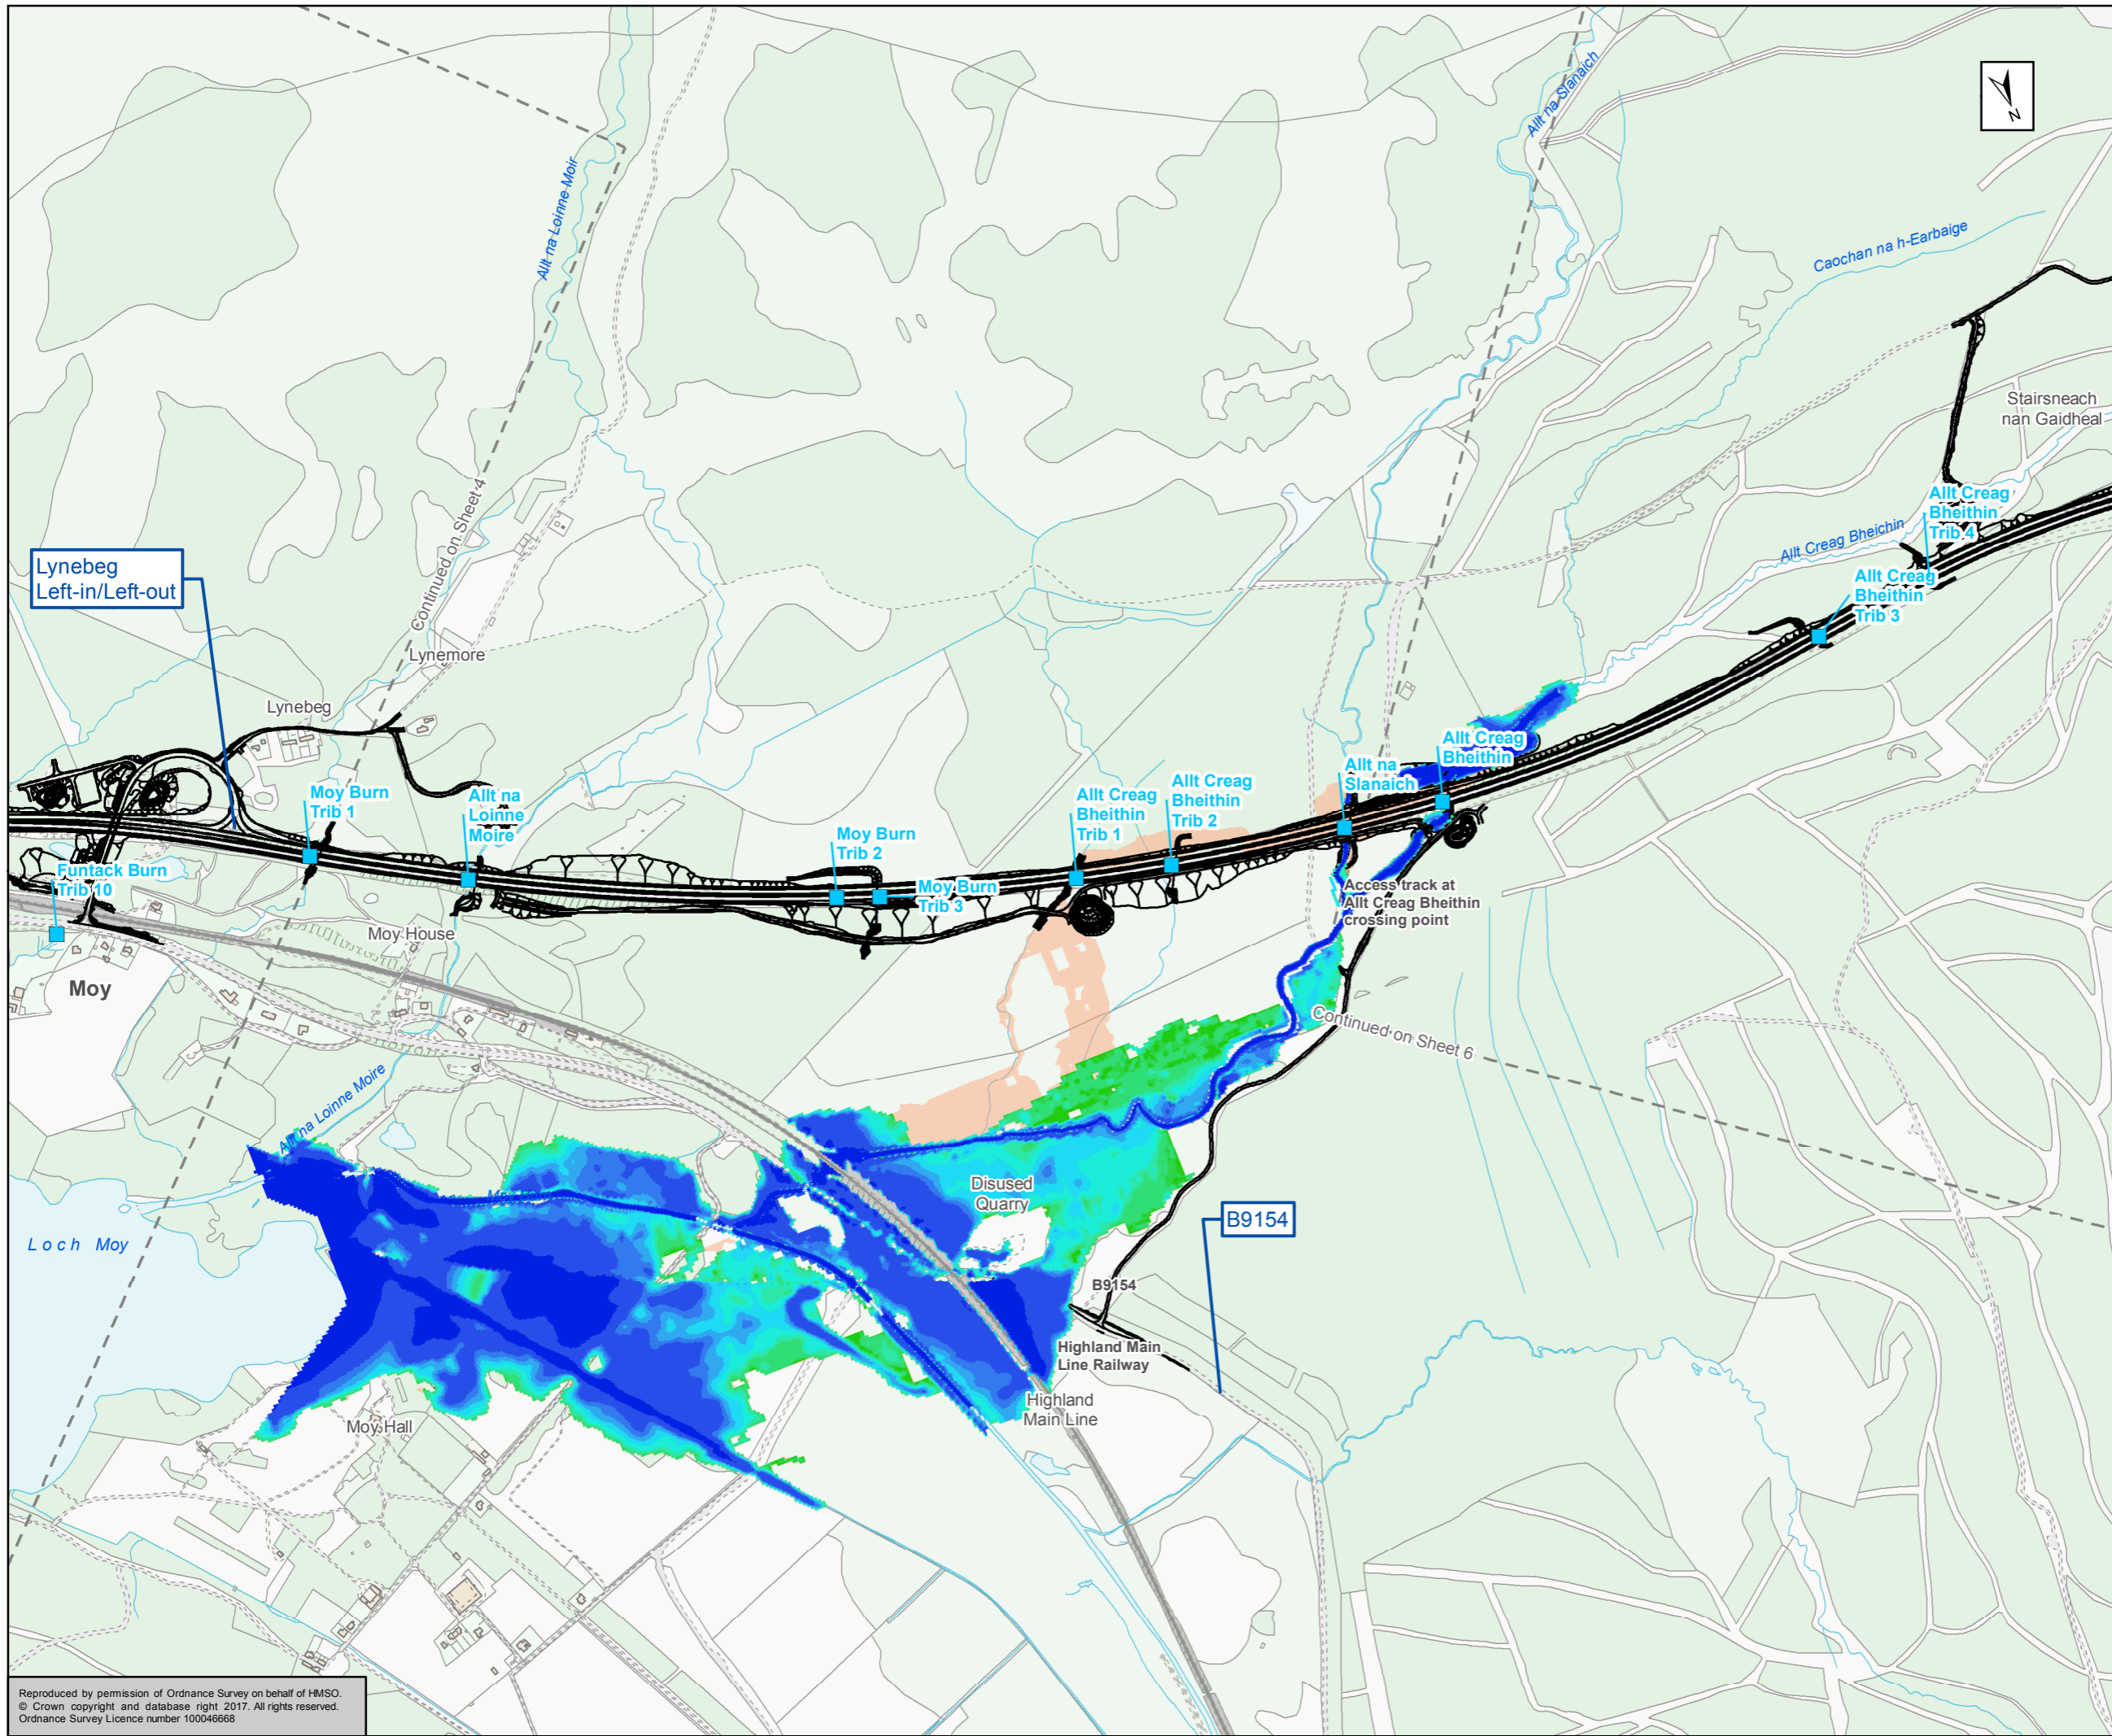 Allt na Slanaich
N
Allt na Loinne Moir
Caochan na h-Earbaige
Stairsneach
nan Gaidheal
Continued on Sheet 4
Allt Creag
Bheithin
Trib 4
Allt Creag Bheichin
Lynebeg
Left-in/Left-out
Allt Creag
Bheithin
Trib 3
Lynemore
Lynebeg
Allt Creag
Bheithin
Allt na
Slanaich
Moy Burn
Trib 1
Allt na
Loinne
Moire
Allt Creag
Bheithin
Trib 1
Allt Creag
Bheithin
Trib 2
Moy Burn
Trib 2
Moy Burn
Trib 3
Funtack Burn
Trib 10
Access track at
Allt Creag Bheithin
crossing point
Moy House
Moy
Continued on Sheet 6
Allt na Loinne Moire
Disused
Quarry
B9154
Loch Moy
B9154
Highland Main
Line Railway
Highland
Main Line
Moy Hall
Reproduced by permission of Ordnance Survey on behalf of HMSO.
© Crown copyright and database right 2017. All rights reserved.
Ordnance Survey Licence number 100046668